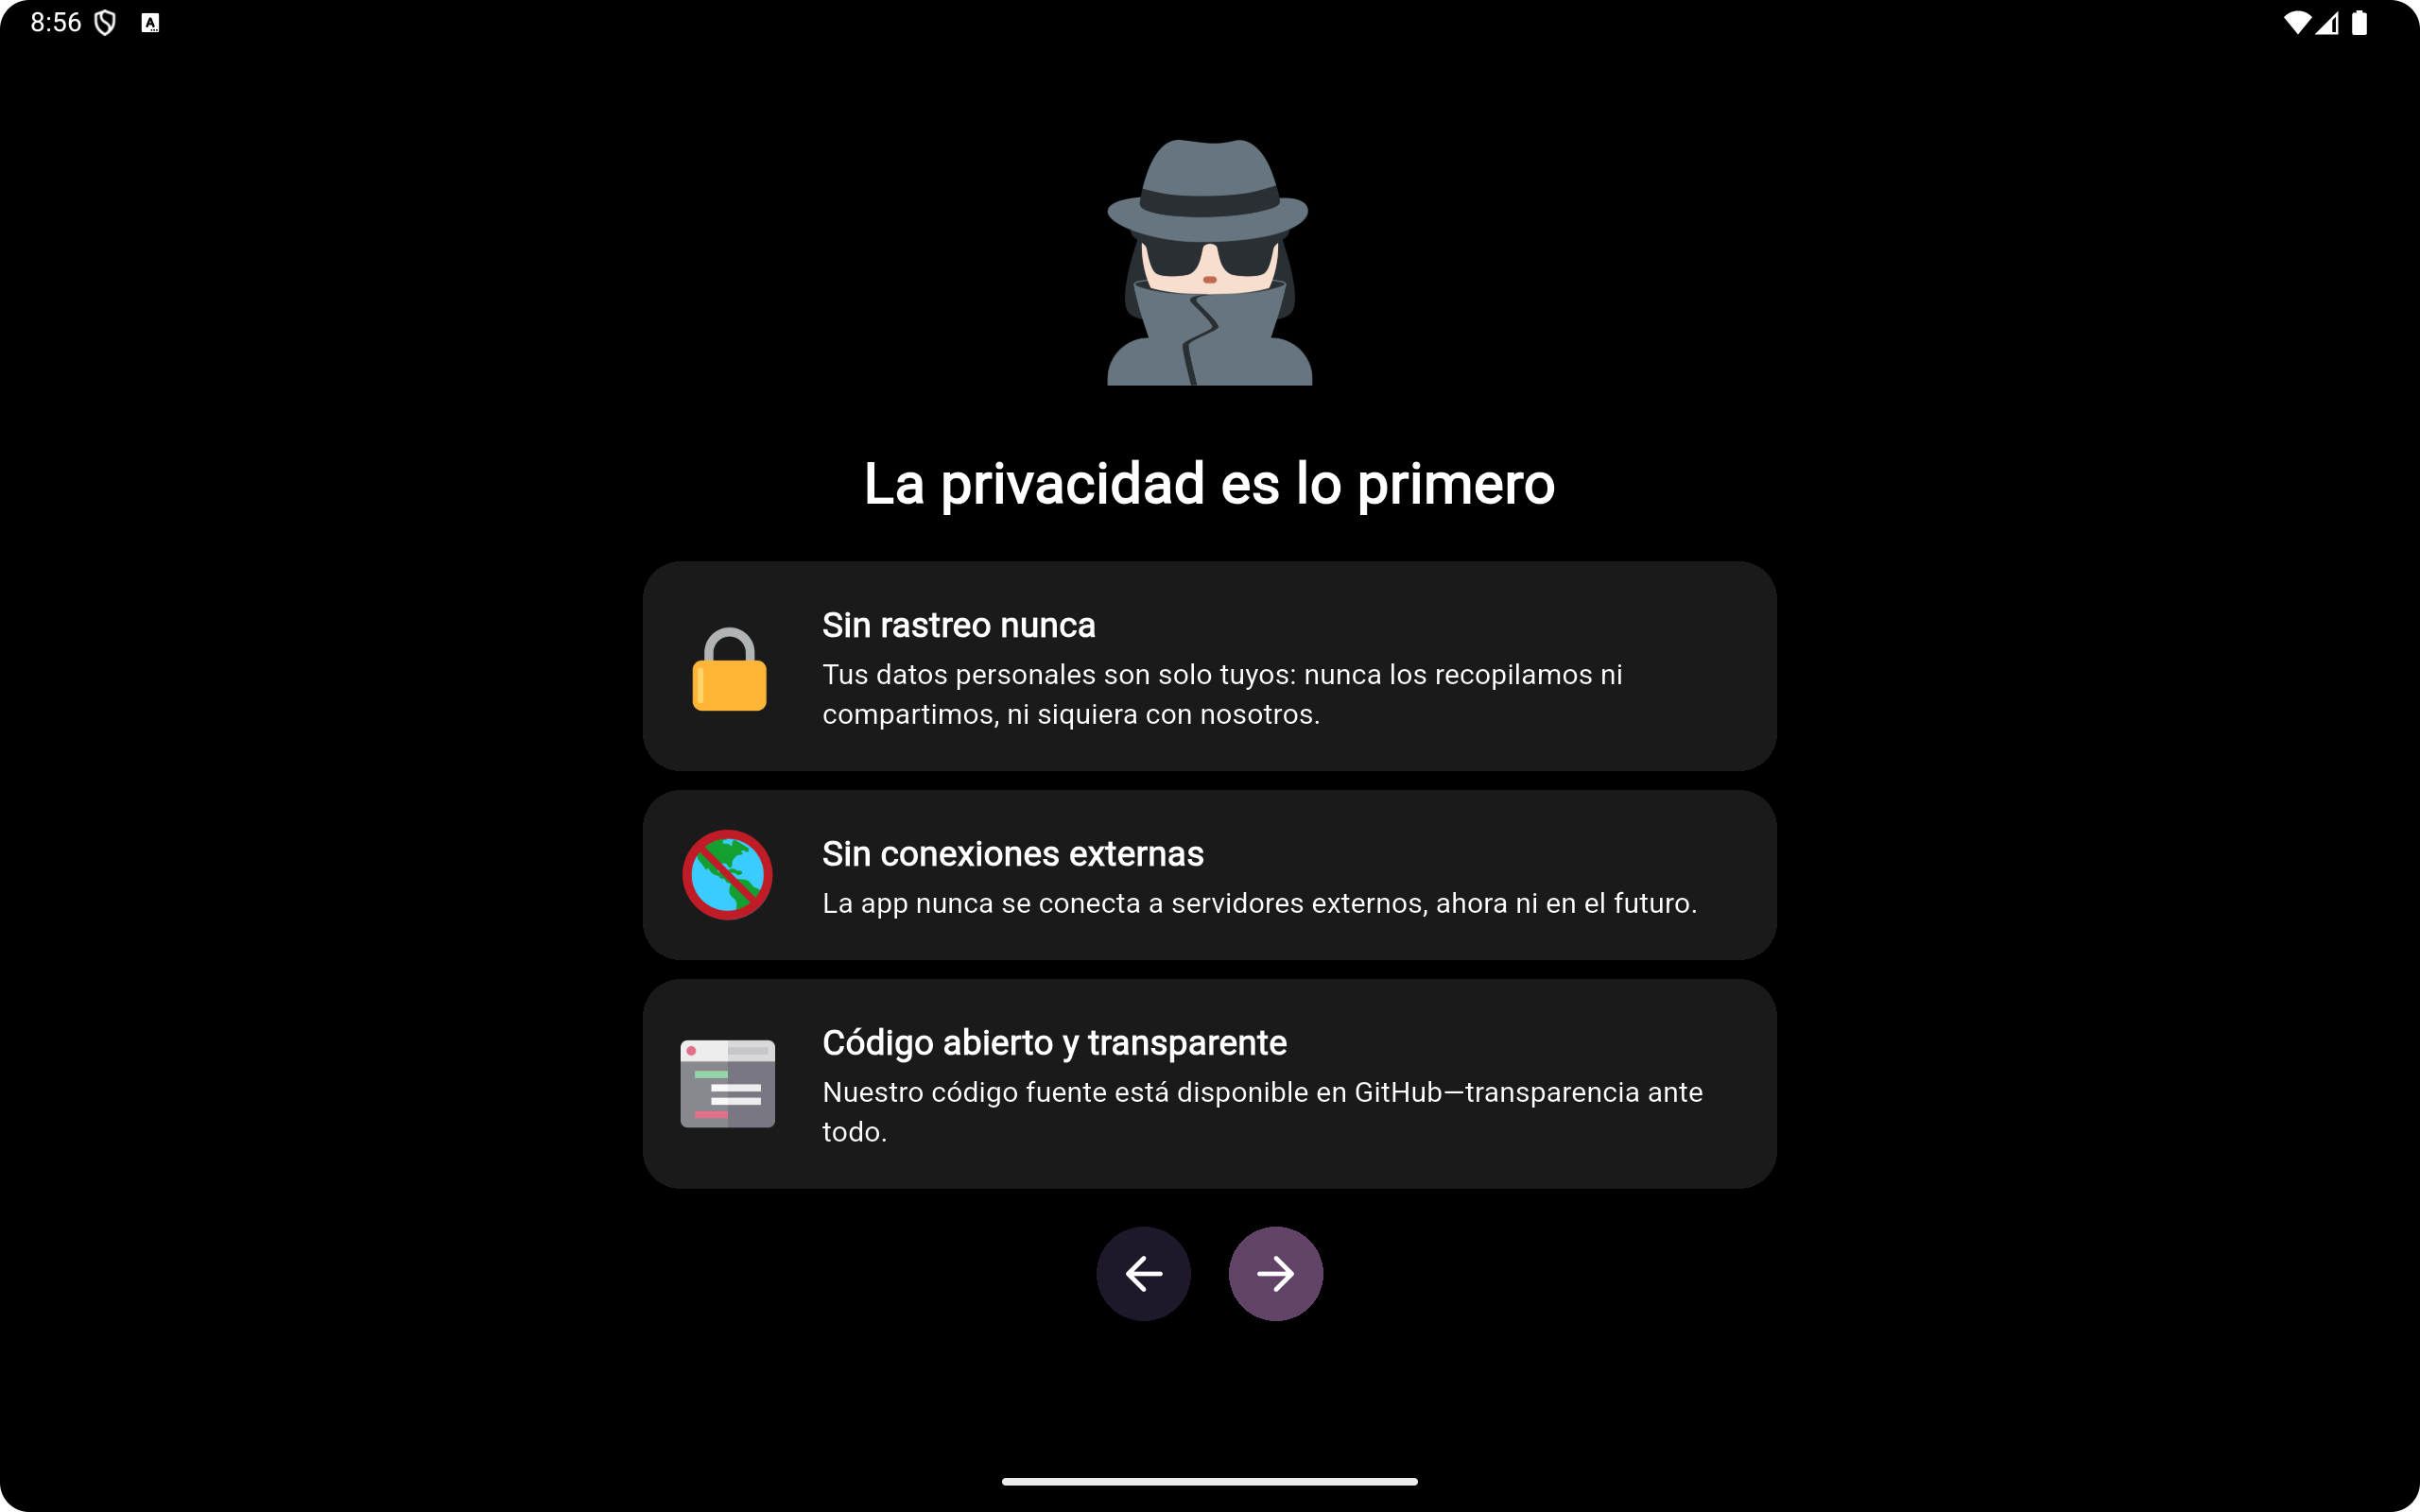 8:56
La privacidad es lo primero
Sin rastreo nunca
Tus datos personales son solo tuyos: nunca los recopilamos ni
compartimos, ni siquiera con nosotros.
Sin conexiones externas
La app nunca se conecta a servidores externos, ahora ni en el futuro.
Código abierto y transparente
Nuestro código fuente está disponible en GitHub—transparencia ante
todo.